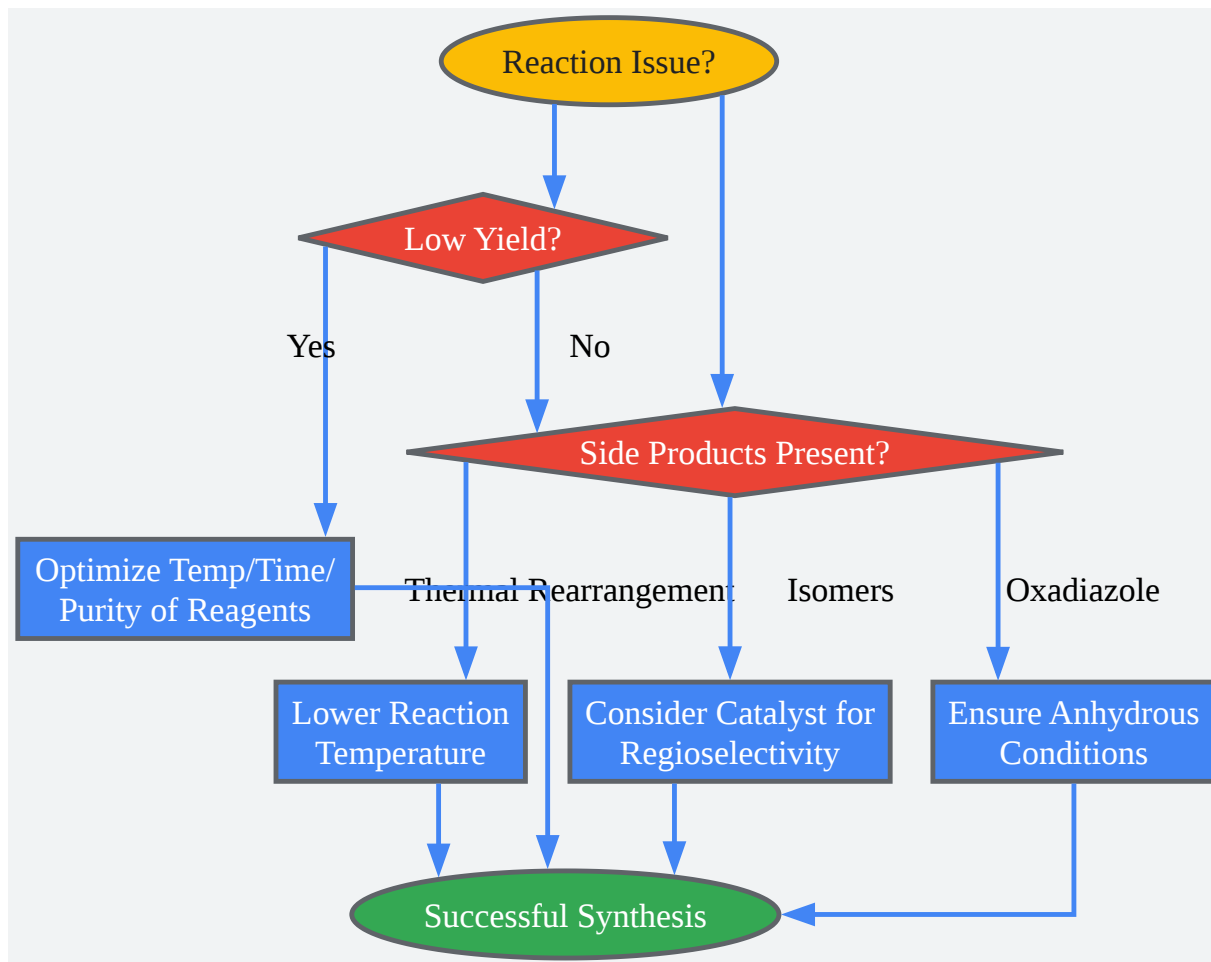 Reaction Issue?
Low Yield?
Yes
No
Side Products Present?
Optimize Temp/Time/
Purity of Reagents
Thermal Rearrangement
Isomers
Oxadiazole
Lower Reaction
Temperature
Consider Catalyst for
Regioselectivity
Ensure Anhydrous
Conditions
Successful Synthesis